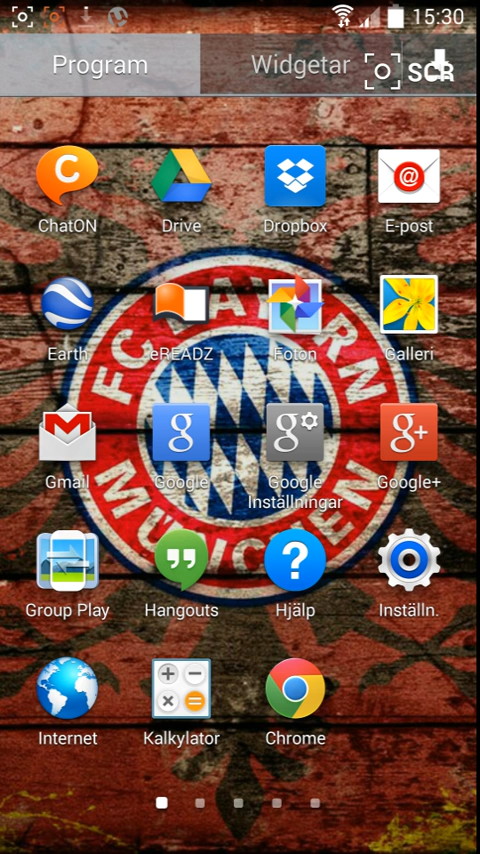 15:30
Program
Widgetar
SCR
ChatON
Drive
Dropbox
E-post
Earth
eREADZ
Foton
Galleri
Gmail
Google
Google
Inställningar
Google+
Group Play
Hangouts
Hjälp
Inställn.
Internet
Kalkylator
Chrome
FC BAYERN
MÜNCHEN